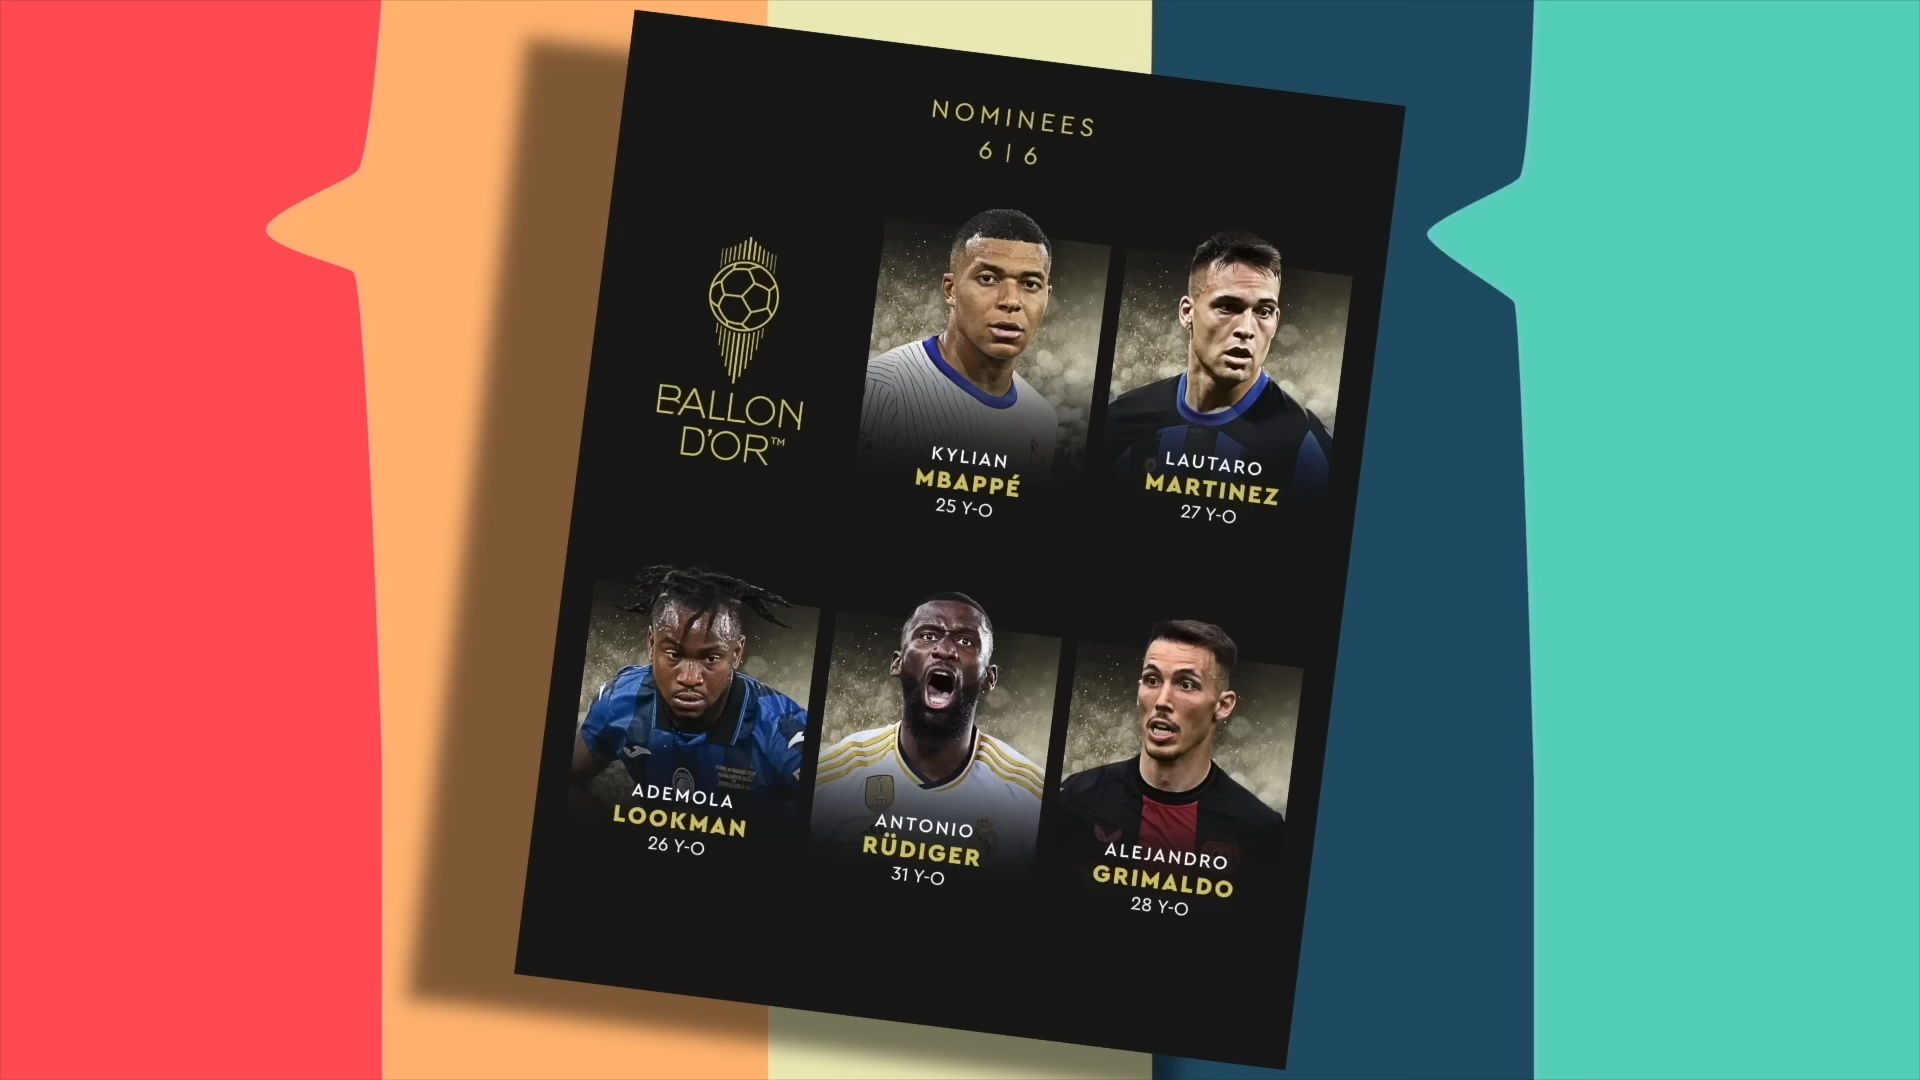 NOMINEES
6 | 6
BALLON
D'OR™
KYLIAN
MBAPPÉ
25 Y-O
LAUTARO
MARTINEZ
27 Y-O
ADEMOLA
LOOKMAN
26 Y-O
ANTONIO
RÜDIGER
31 Y-O
ALEJANDRO
GRIMALDO
28 Y-O